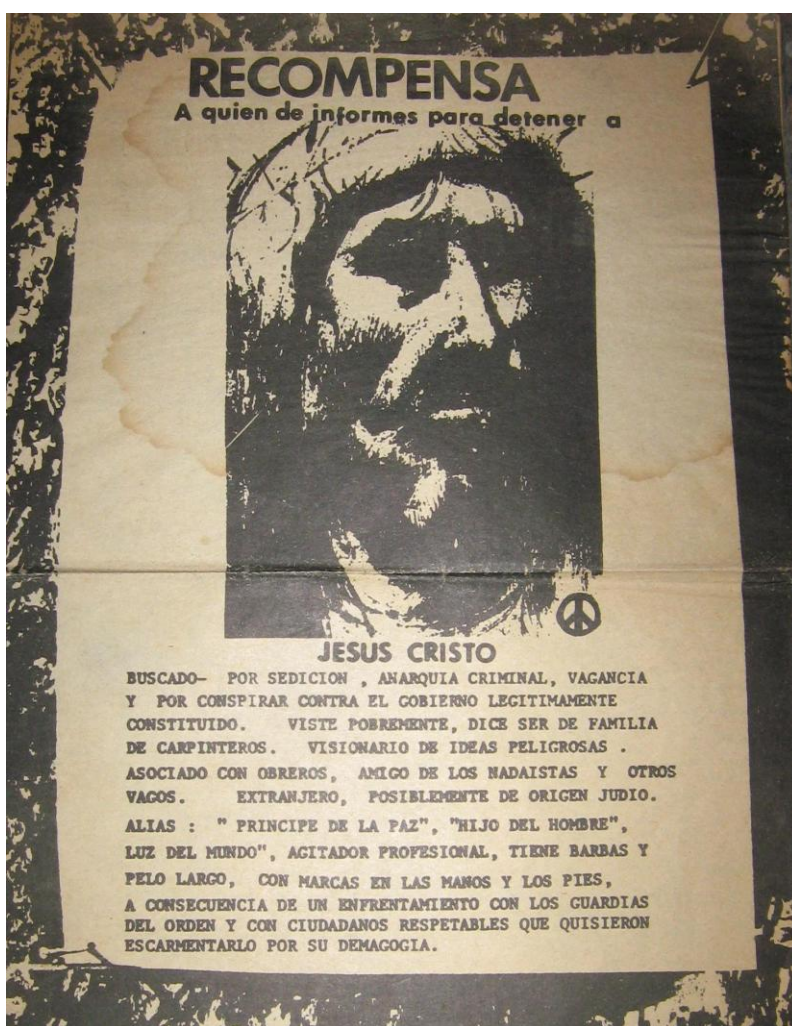 RECOMPENSA
A quien de informes para detener a
JESUS CRISTO
BUSCADO- POR SEDICION , ANARQUIA CRIMINAL, VAGANCIA
Y POR CONSPIRAR CONTRA EL GOBIERNO LEGITIMAMENTE
CONSTITUIDO. VISTE POBREMENTE, DICE SER DE FAMILIA
DE CARPINTEROS. VISIONARIO DE IDEAS PELIGROSAS .
ASOCIADO CON OBREROS, AMIGO DE LOS NADAISTAS Y OTROS
VAGOS. EXTRANJERO, POSIBLEMENTE DE ORIGEN JUDIO.
ALIAS : " PRINCIPE DE LA PAZ", "HIJO DEL HOMBRE",
LUZ DEL MUNDO", AGITADOR PROFESIONAL, TIENE BARBAS Y
PELO LARGO, CON MARCAS EN LAS MANOS Y LOS PIES,
A CONSECUENCIA DE UN ENFRENTAMIENTO CON LOS GUARDIAS
DEL ORDEN Y CON CIUDADANOS RESPETABLES QUE QUISIERON
ESCARMENTARLO POR SU DEMAGOGIA.